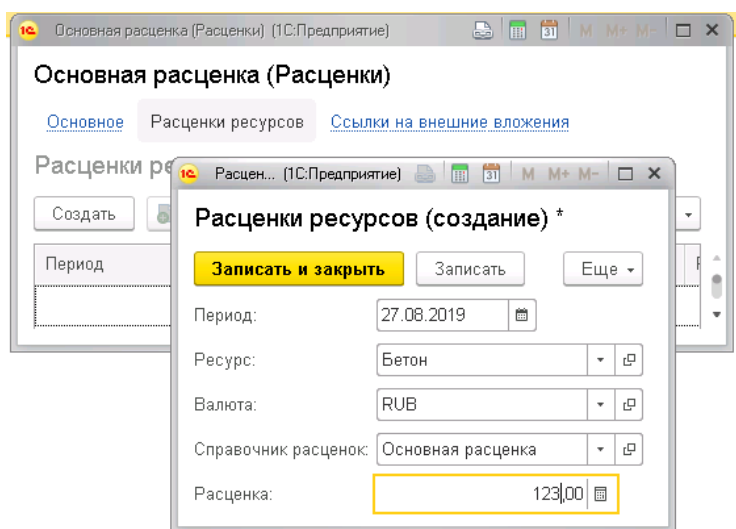 1С Основная расценка (Расценки) (1С:Предприятие) 31 M M+ M-
Основная расценка (Расценки)
Основное Расценки ресурсов Ссылки на внешние вложения
Расценки ре
Создать
Период
1С Расцен... (1С:Предприятие) 31 M M+ M-
Расценки ресурсов (создание) *
Записать и закрыть Записать Еще
Период: 27.08.2019
Ресурс: Бетон
Валюта: RUB
Справочник расценок: Основная расценка
Расценка: 123,00